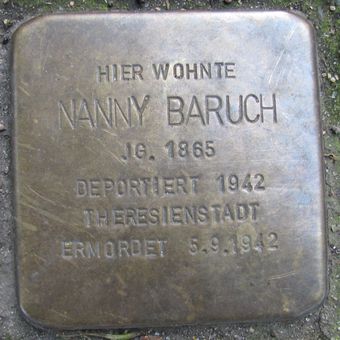 HIER WOHNTE
NANNY BARUCH
JG. 1865
DEPORTIERT 1942
THERESIENSTADT
ERMORDET 5.9.1942